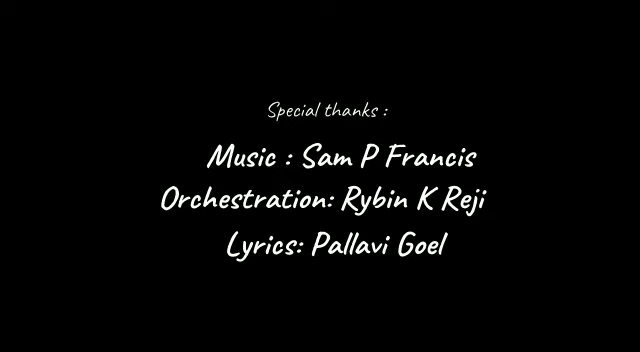 Special thanks :
Music : Sam P Francis
Orchestration: Rybin K Reji
Lyrics: Pallavi Goel